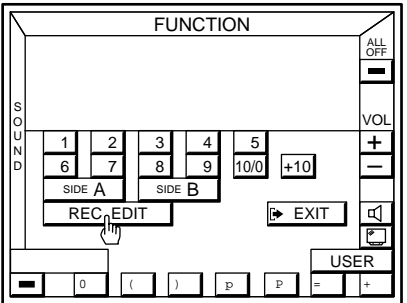 FUNCTION
ALL
OFF
SOUND
VOL
1 2 3 4 5 +
6 7 8 9 10/0 +10 —
SIDE A SIDE B
REC EDIT EXIT
USER
0 ( ) p P = +